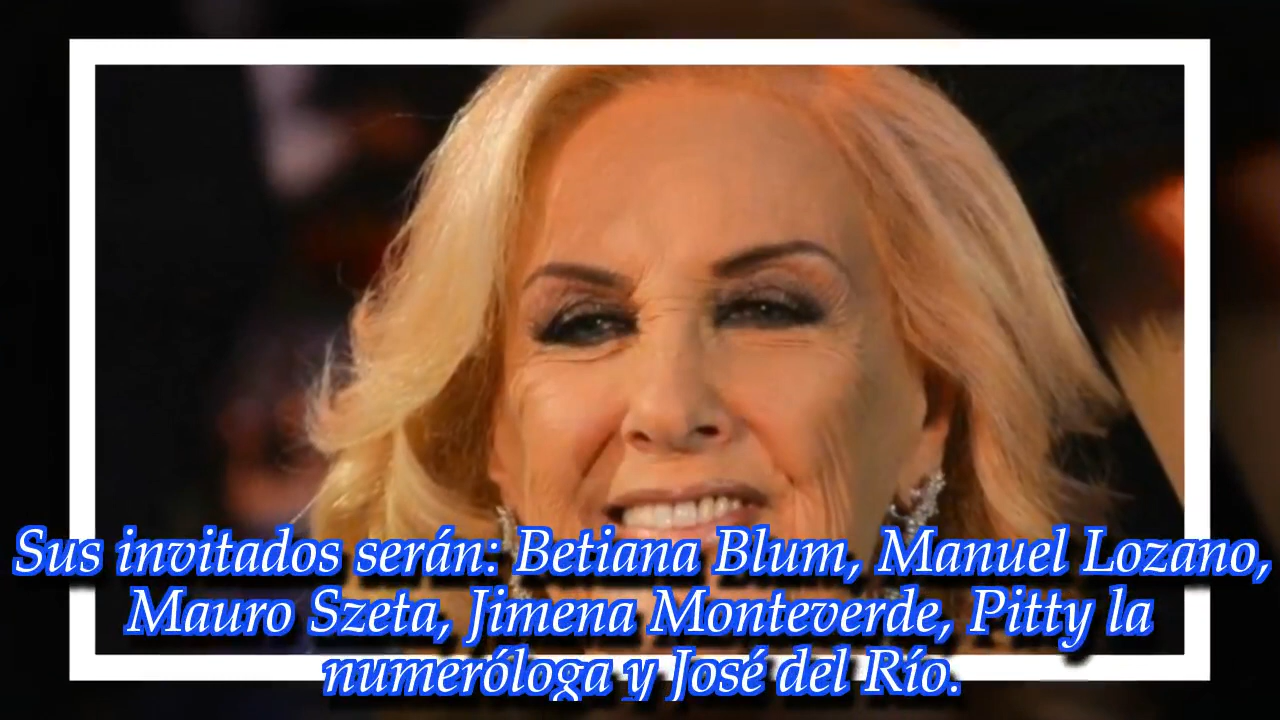 Sus invitados serán: Betiana Blum, Manuel Lozano,
Mauro Szeta, Jimena Monteverde, Pitty la
numeróloga y José del Río.